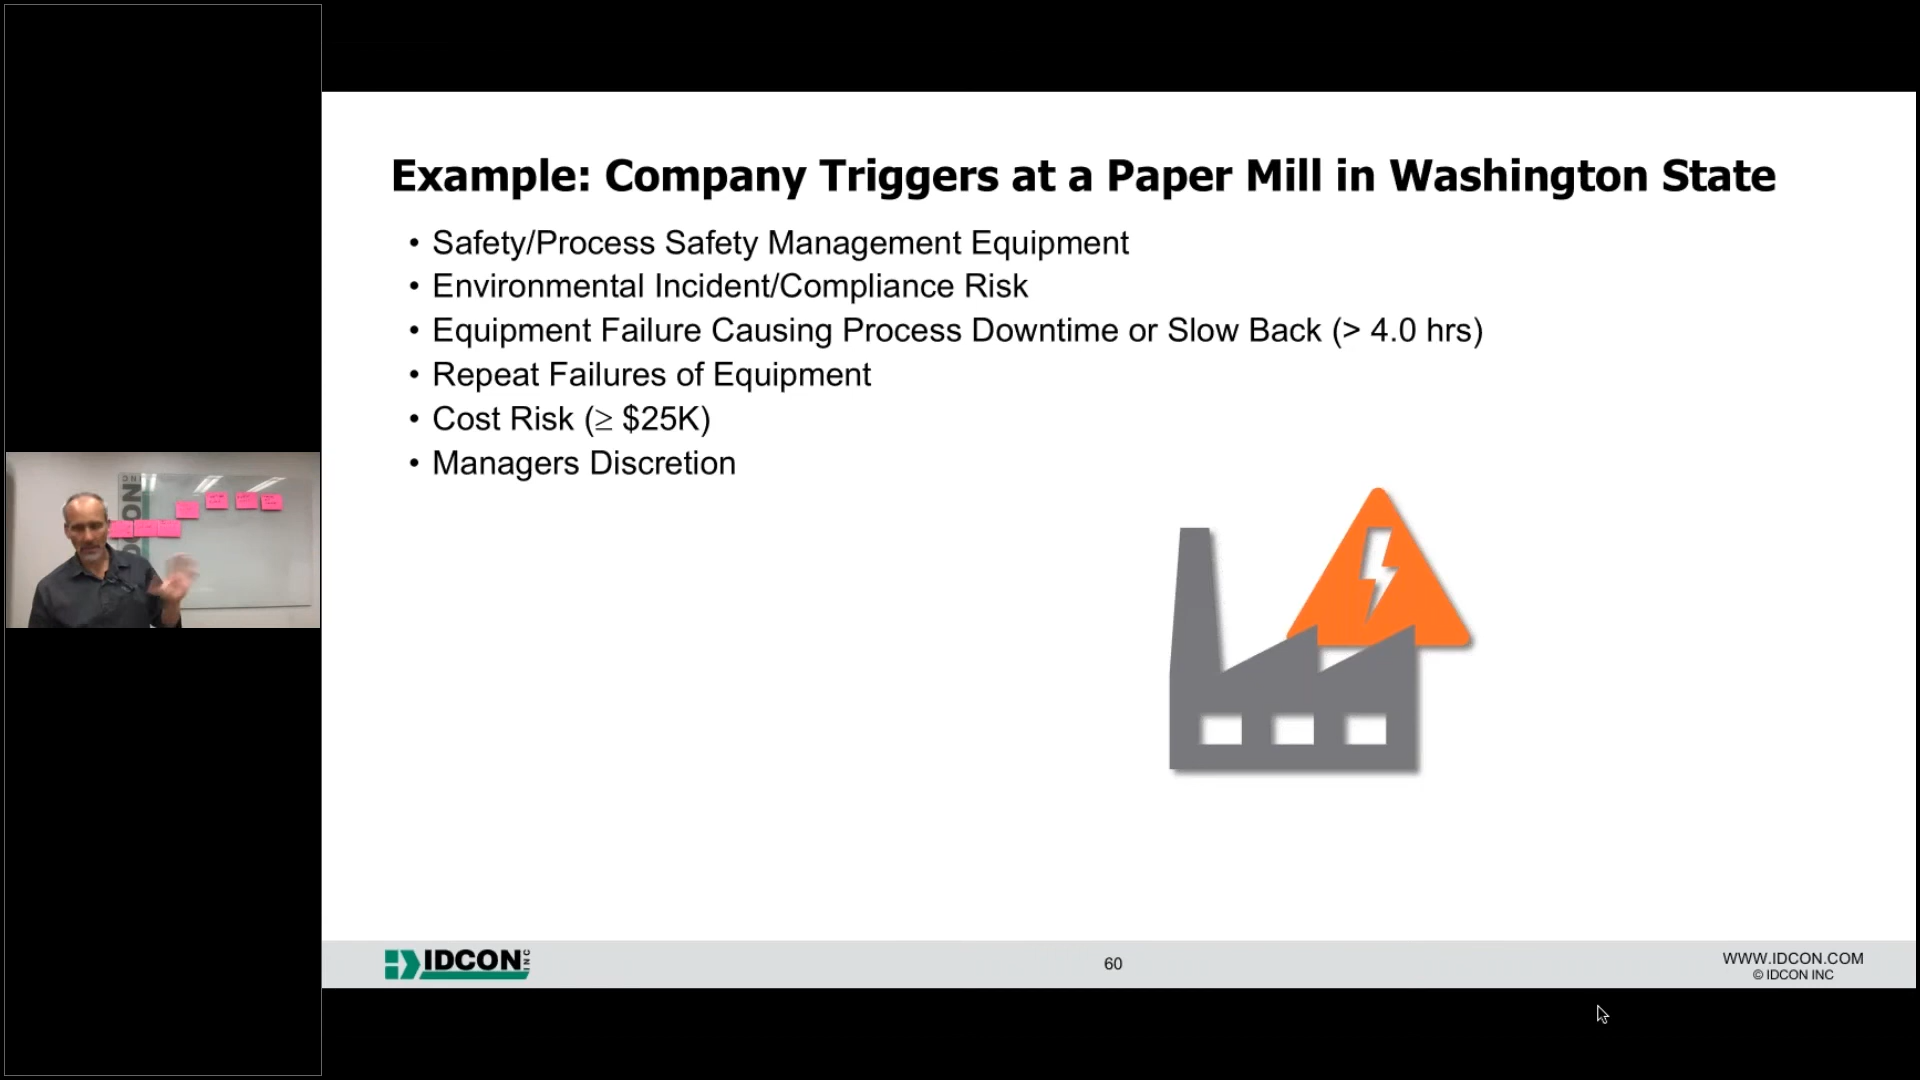 Example: Company Triggers at a Paper Mill in Washington State
• Safety/Process Safety Management Equipment
• Environmental Incident/Compliance Risk
• Equipment Failure Causing Process Downtime or Slow Back (> 4.0 hrs)
• Repeat Failures of Equipment
• Cost Risk (≥ $25K)
• Managers Discretion
IDCON INC
IDCON INC
60
WWW.IDCON.COM
© IDCON INC